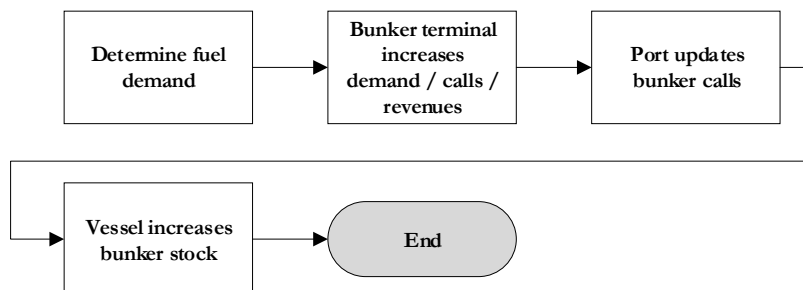 Determine fuel
demand
Bunker terminal
increases
demand / calls /
revenues
Port updates
bunker calls
Vessel increases
bunker stock
End